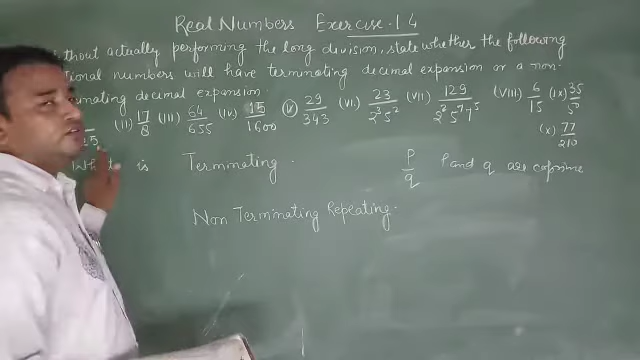 Real Numbers Exercise 1.4
ithout actually performing the long division, state whether the following
tional numbers will have terminating decimal expansion or a non-
minating decimal expansion
(ii) 17/8 (iii) 64/655 (iv) 15/1600 (v) 29/343 (vi) 23/2³5² (vii) 129/2²5⁷7⁵ (viii) 6/15 (ix) 35/50
(x) 77/210
is Terminating. P/q P and q are coprime
Non Terminating Repeating.